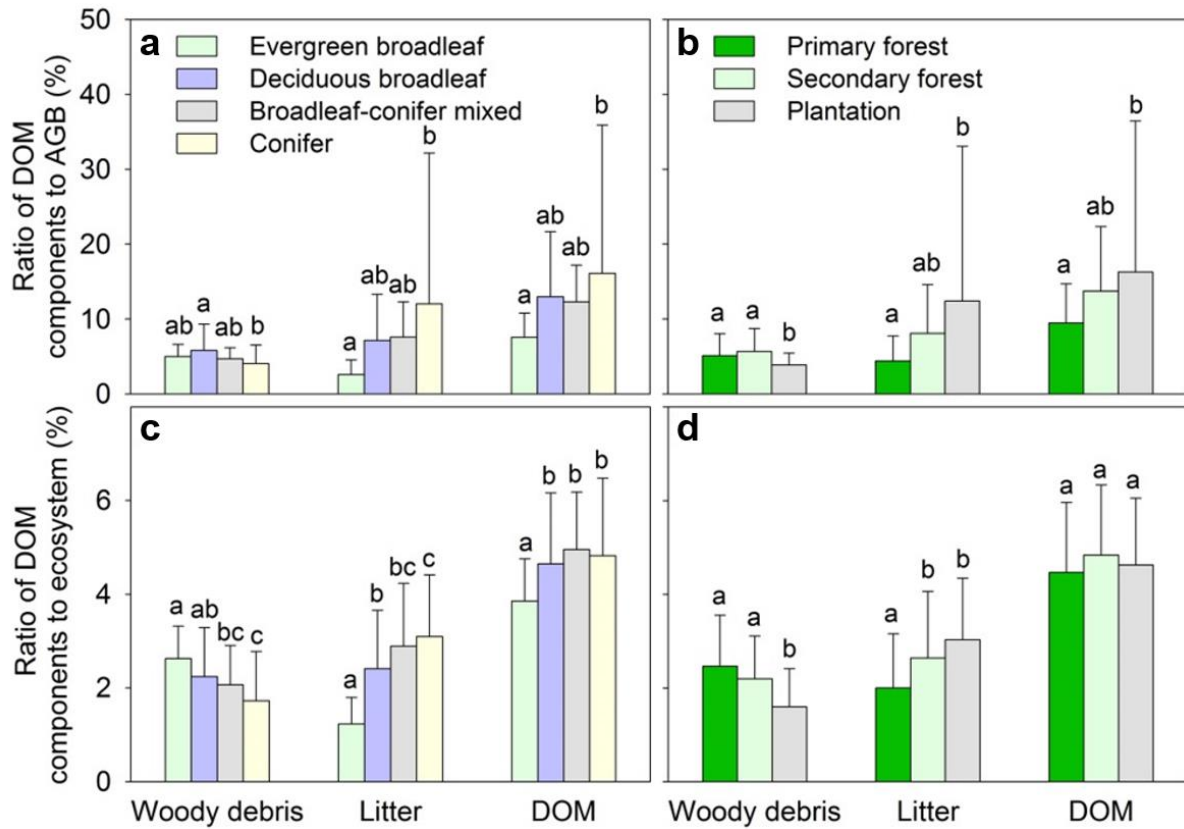 Ratio of DOM
components to AGB (%)
50
40
30
20
10
0
a
Evergreen broadleaf
Deciduous broadleaf
Broadleaf-conifer mixed
Conifer
ab
a
ab
b
a
ab
ab
b
a
ab
ab
b
b
Primary forest
Secondary forest
Plantation
a
a
b
a
ab
b
a
ab
b
Ratio of DOM
components to ecosystem (%)
6
4
2
0
c
a
ab
bc
c
a
b
bc
c
a
b
b
b
d
a
a
b
a
b
b
a
a
a
Woody debris
Litter
DOM
Woody debris
Litter
DOM